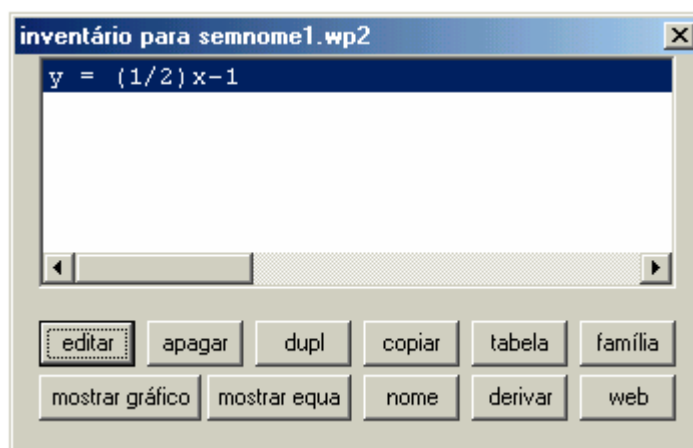 inventário para semnome1.wp2
y = (1/2)x-1
editar apagar dupl copiar tabela família
mostrar gráfico mostrar equa nome derivar web